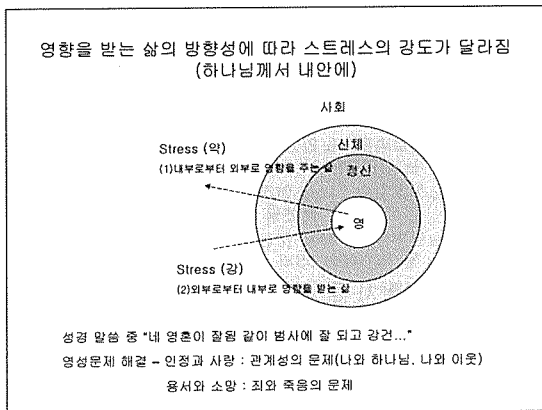 영향을 받는 삶의 방향성에 따라 스트레스의 강도가 달라짐
(하나님께서 내안에)
사회
신체
Stress (약)
(1)내부로부터 외부로 영향을 주는 삶
정신
영
Stress (강)
(2)외부로부터 내부로 영향을 받는 삶
성경 말씀 중 "네 영혼이 잘됨 같이 범사에 잘 되고 강건..."
영성문제 해결 – 인정과 사랑 : 관계성의 문제(나와 하나님, 나와 이웃)
용서와 소망 : 죄와 죽음의 문제